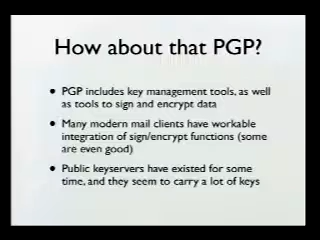 How about that PGP?
• PGP includes key management tools, as well
as tools to sign and encrypt data
• Many modern mail clients have workable
integration of sign/encrypt functions (some
are even good)
• Public keyservers have existed for some
time, and they seem to carry a lot of keys